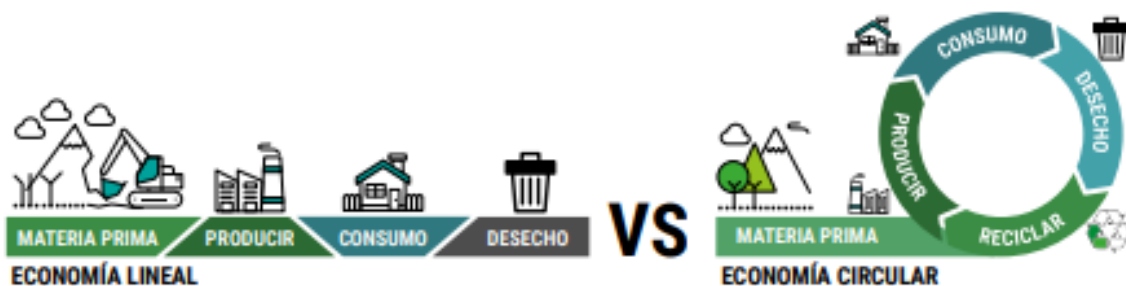 MATERIA PRIMA
PRODUCIR
CONSUMO
DESECHO
ECONOMÍA LINEAL
VS
MATERIA PRIMA
PRODUCIR
CONSUMO
DESECHO
RECICLAR
ECONOMÍA CIRCULAR